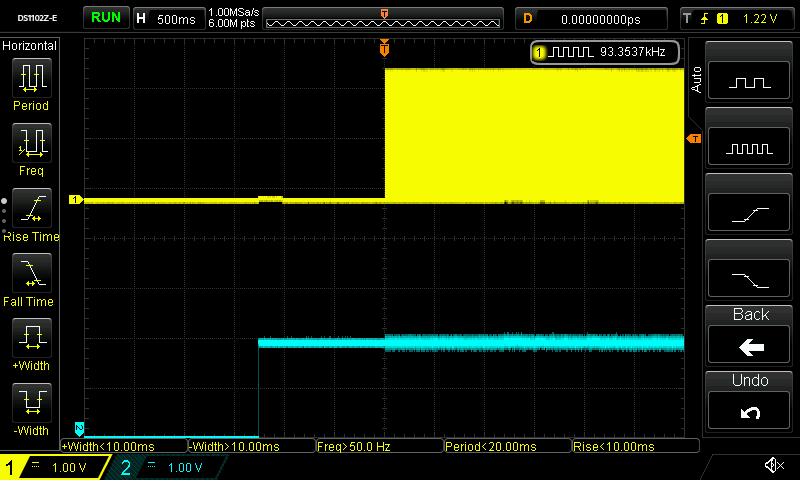 DS1102Z-E RUN H 500ms 1.00MSa/s 6.00M pts T D 0.00000000ps T 1 1.22 V
Horizontal
Period
Freq
Rise Time
Fall Time
+Width
-Width
T
1 93.3537kHz
1
T
2
+Width<10.00ms -Width>10.00ms Freq>50.0 Hz Period<20.00ms Rise<10.00ms
1 1.00 V 2 1.00 V
Auto
Back
Undo